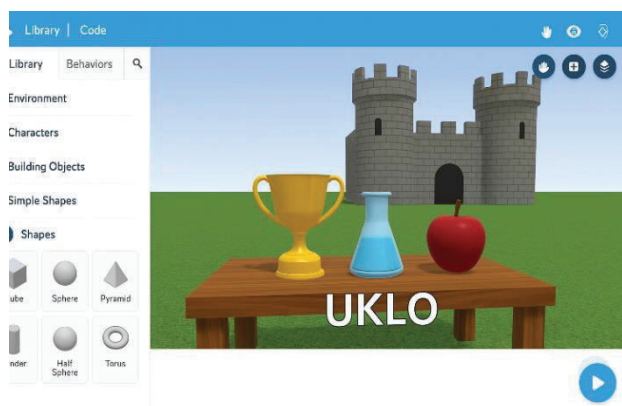 Library | Code
Library Behaviors
Environment
Characters
Building Objects
Simple Shapes
Shapes
Sphere Pyramid
Half Sphere Torus
UKLO